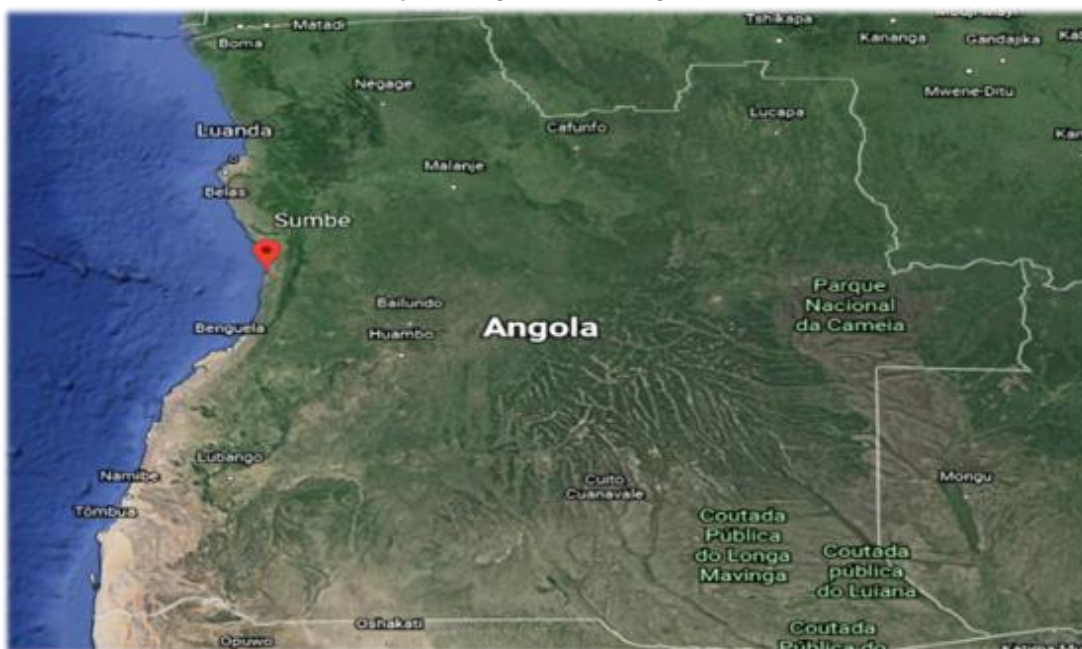 Matadi
Boma
Tshikapa
Kananga
Gandajika
Negage
Mwene-Ditu
Luanda
Cafunfo
Lucapa
Malanje
Belas
Sumbe
Parque
Nacional
da Cameia
Bailundo
Benguela
Huambo
Angola
Lubango
Namibe
Cuito
Cuanavale
Mongu
Tômbua
Coutada
Pública
do Longa
Mavinga
Coutada
pública
do Luiana
Oshakati
Opuwo
Coutada